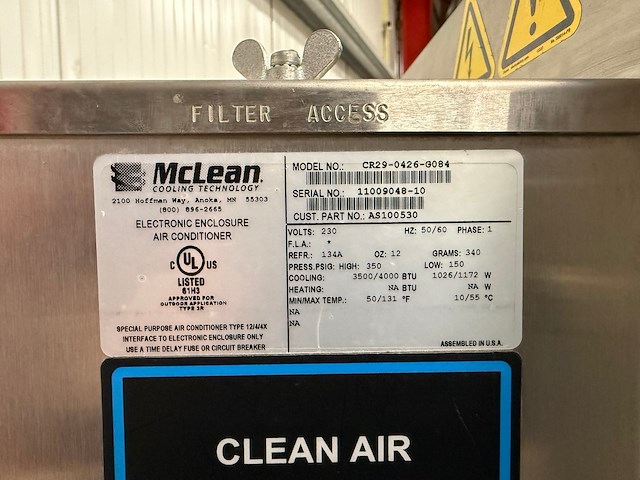 FILTER ACCESS
McLean.
COOLING TECHNOLOGY
2100 Hoffman Way, Anoka, MN 55303
(800) 896-2665
ELECTRONIC ENCLOSURE
AIR CONDITIONER
C UL US
LISTED
61H3
APPROVED FOR
OUTDOOR APPLICATION
TYPE 3R
SPECIAL PURPOSE AIR CONDITIONER TYPE 12/4/4X
INTERFACE TO ELECTRONIC ENCLOSURE ONLY
USE A TIME DELAY FUSE OR CIRCUIT BREAKER
MODEL NO.: CR29-0426-G084
SERIAL NO.: 11009048-10
CUST. PART NO.: AS100530
VOLTS: 230 HZ: 50/60 PHASE: 1
F.L.A.: *
REFR.: 134A OZ: 12 GRAMS: 340
PRESS.PSIG: HIGH: 350 LOW: 150
COOLING: 3500/4000 BTU 1026/1172 W
HEATING: NA BTU NA W
MIN/MAX TEMP.: 50/131 °F 10/55 °C
NA
NA
ASSEMBLED IN U.S.A.
CLEAN AIR